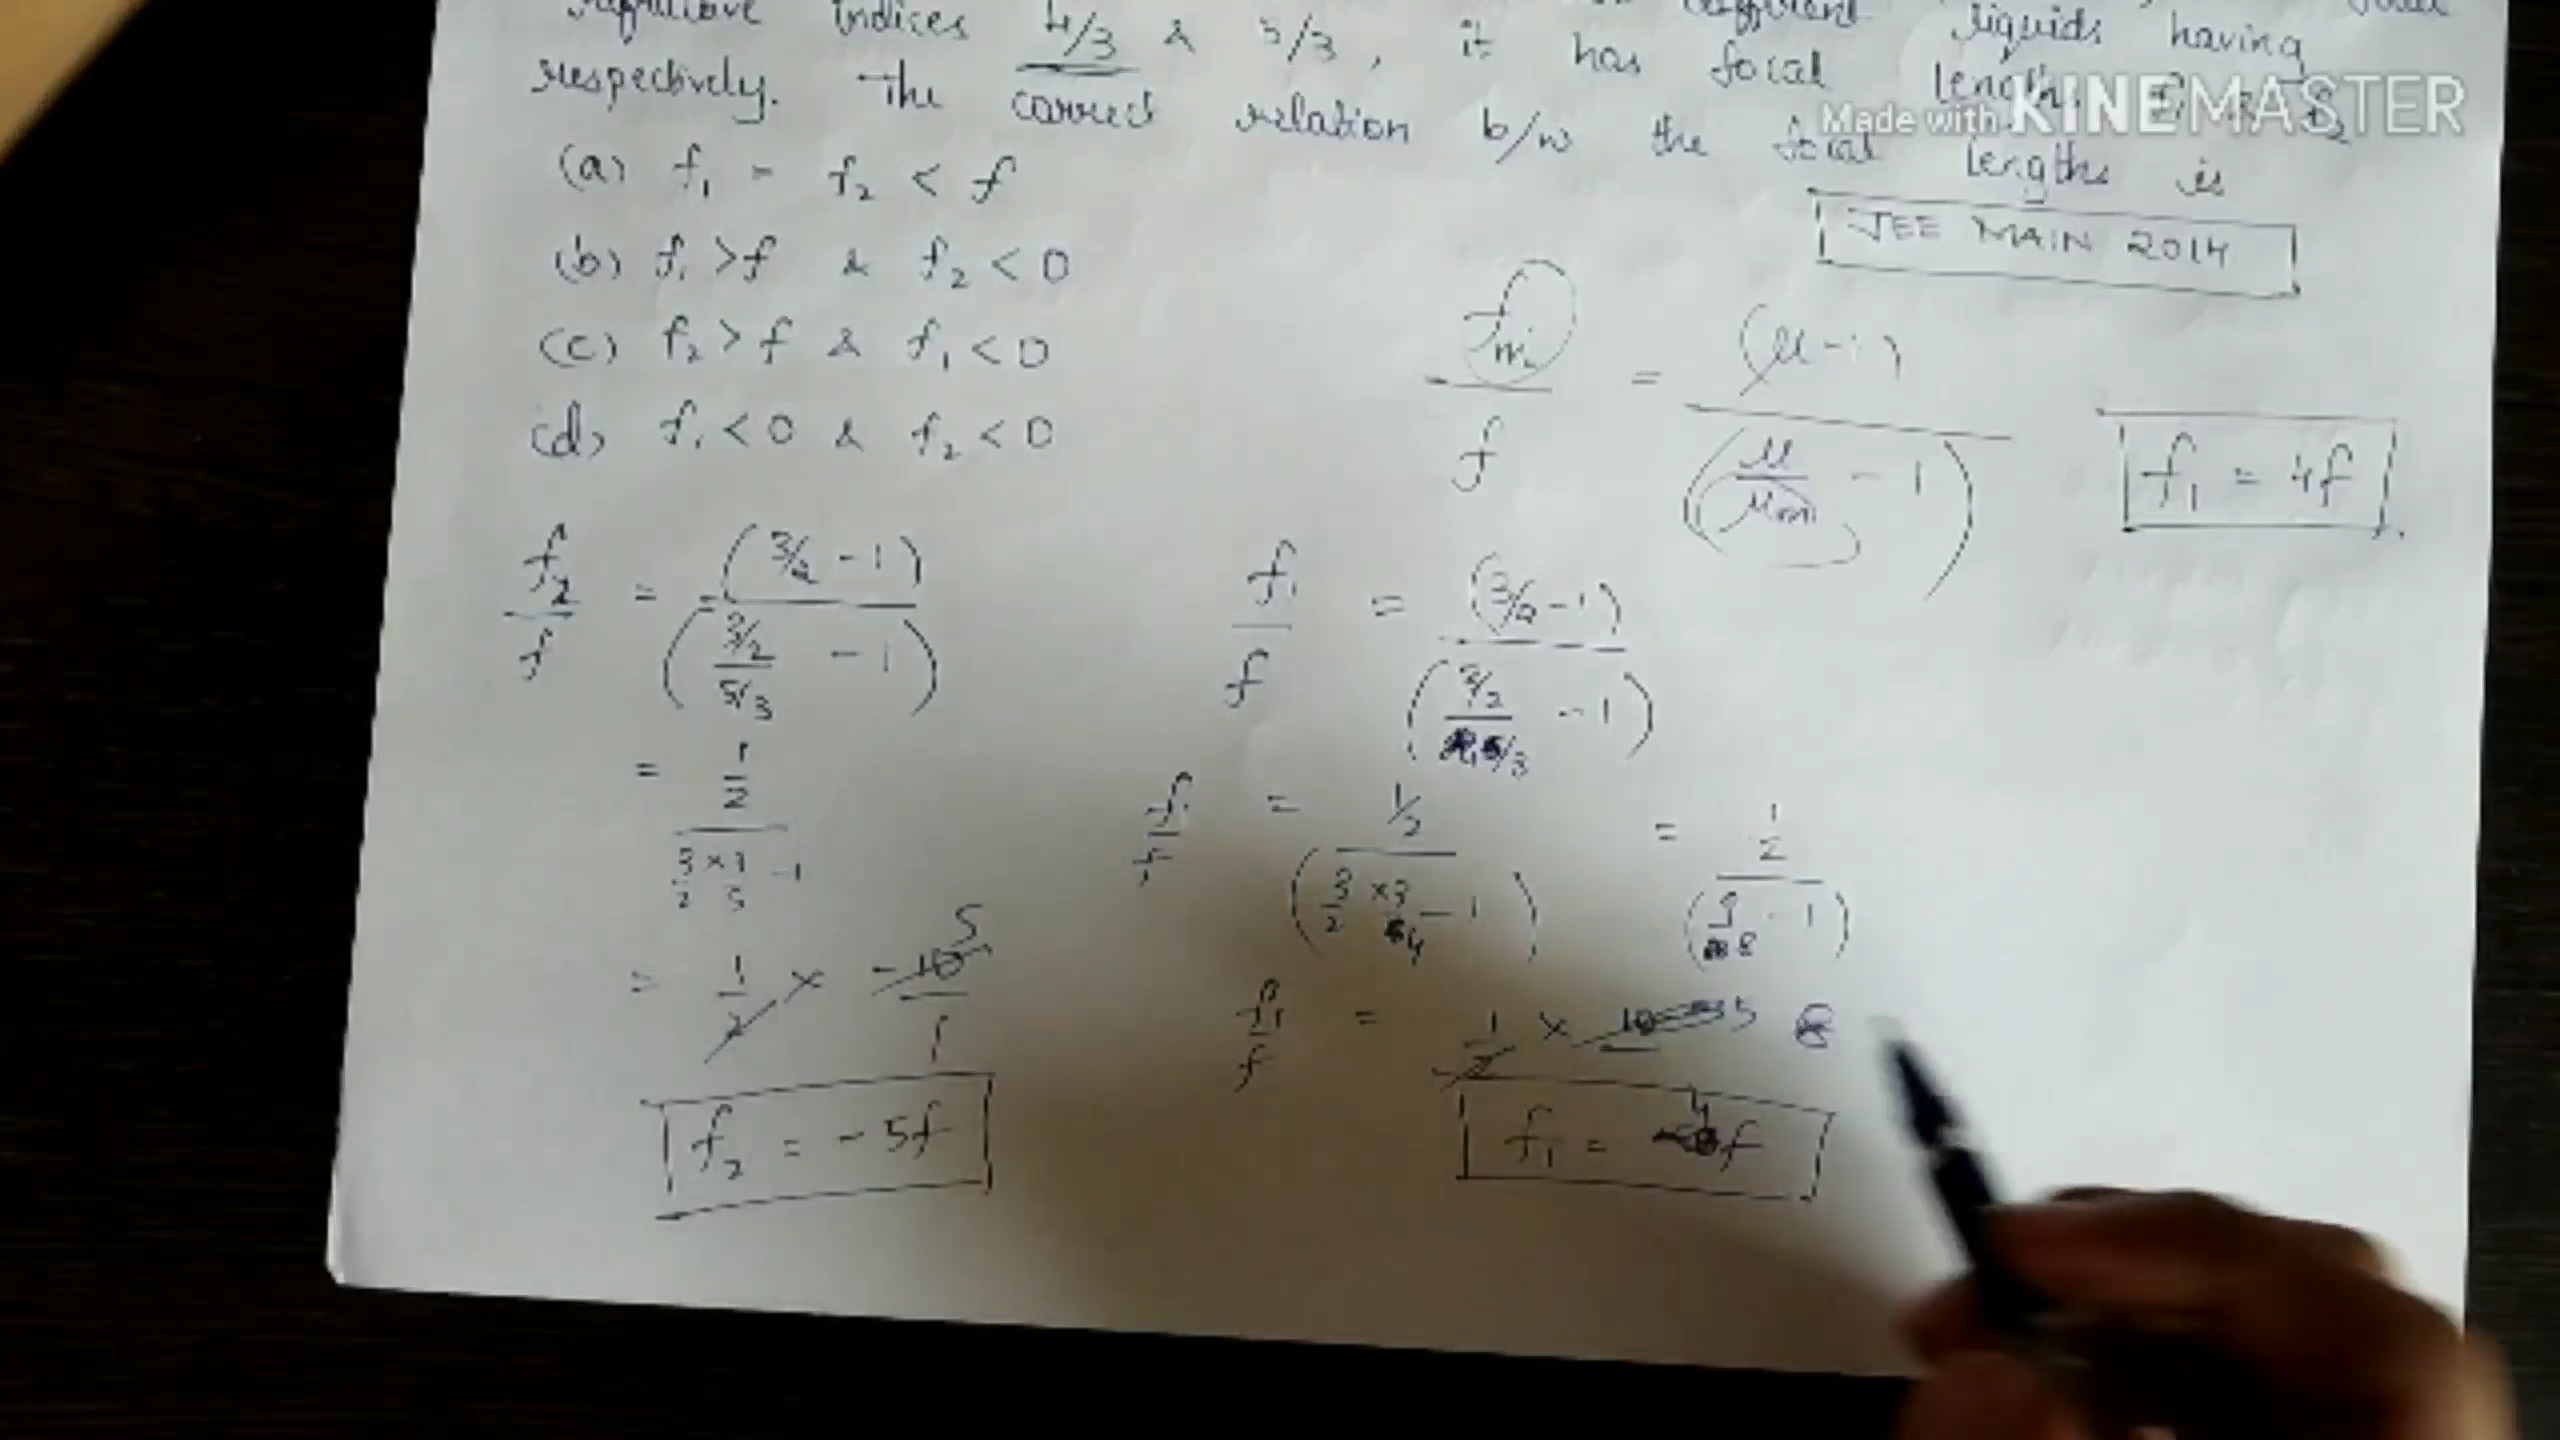 indices 4/3 & 5/3, it has focal lengths f1 & f2
liquids having
respectively. The correct relation b/w the focal lengths is
Made with KINEMASTER
(a) f₁ = f₂ < f
JEE MAIN 2014
(b) f₁ > f & f₂ < 0
(c) f₂ > f & f₁ < 0
(d) f₁ < 0 & f₂ < 0
fm/f = (μ-1)/(μ/μm - 1)
f₁ = 4f
f₂/f = (3/2 - 1)/((3/2)/(5/3) - 1)
= (1/2)/(3/2 × 3/5 - 1)
= 1/2 × -10/1 5
f₂ = -5f
f₁/f = (3/2 - 1)/((3/2)/(4/3) - 1)
f₁/f = (1/2)/(3/2 × 3/4 - 1) = (1/2)/(9/8 - 1)
f₁/f = 1/2 × 8
f₁ = 4f